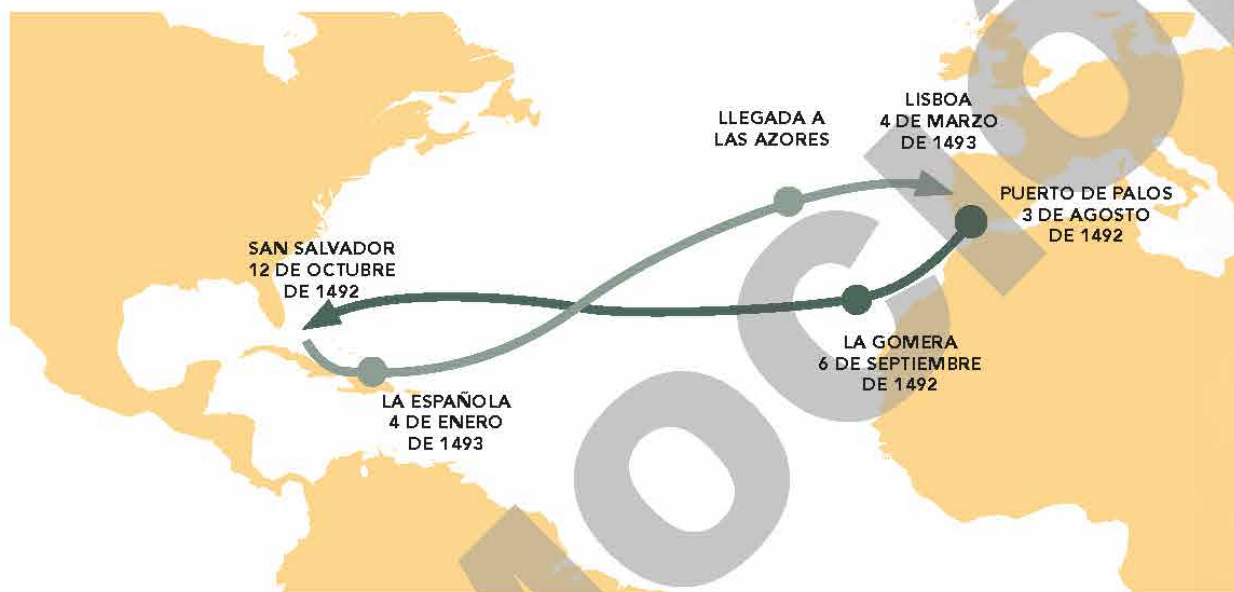 LLEGADA A
LAS AZORES
LISBOA
4 DE MARZO
DE 1493
PUERTO DE PALOS
3 DE AGOSTO
DE 1492
SAN SALVADOR
12 DE OCTUBRE
DE 1492
LA GOMERA
6 DE SEPTIEMBRE
DE 1492
LA ESPAÑOLA
4 DE ENERO
DE 1493